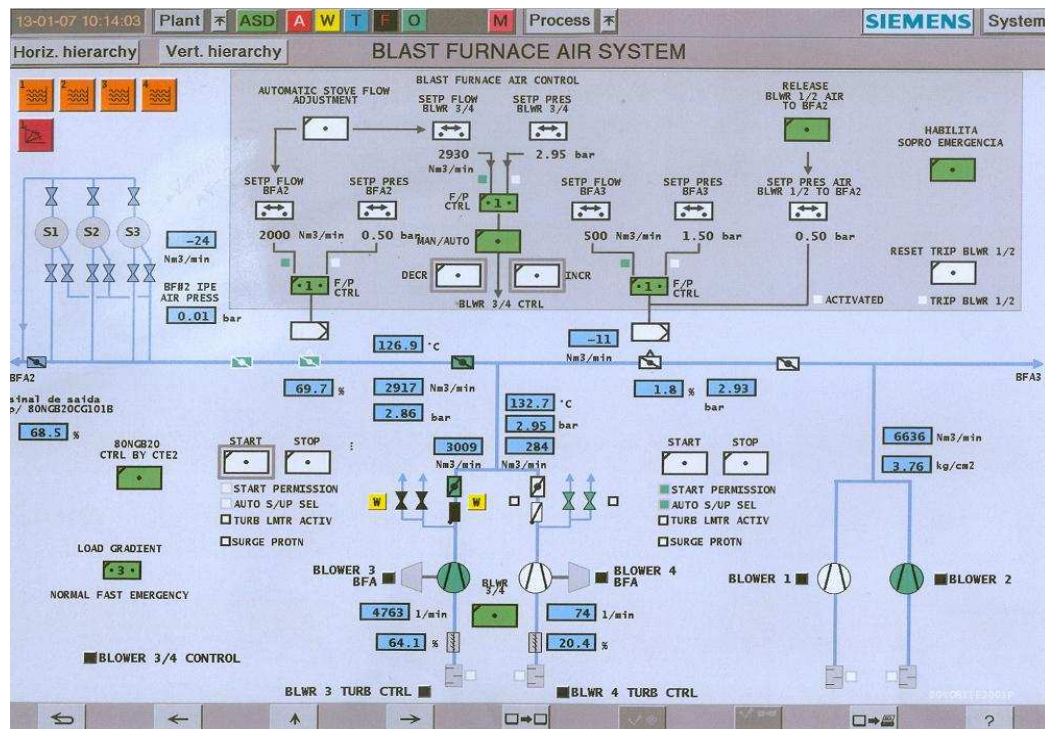 13-01-07 10:14:03 Plant ASD A W T F O M Process SIEMENS System
Horiz. hierarchy Vert. hierarchy BLAST FURNACE AIR SYSTEM
1 2 3 4
BLAST FURNACE AIR CONTROL
AUTOMATIC STOVE FLOW
ADJUSTMENT
SETP FLOW
BLWR 3/4
SETP PRES
BLWR 3/4
RELEASE
BLWR 1/2 AIR
TO BFA2
HABILITA
SOPRO EMERGENCIA
2930
Nm3/min
2.95 bar
SETP FLOW
BFA2
SETP PRES
BFA2
F/P
CTRL
1
SETP FLOW
BFA3
SETP PRES
BFA3
SETP PRES AIR
BLWR 1/2 TO BFA2
S1 S2 S3
-24
Nm3/min
2000 Nm3/min
0.50 bar
MAN/AUTO
500 Nm3/min
1.50 bar
0.50 bar
RESET TRIP BLWR 1/2
DECR
INCR
BF#2 IPE
AIR PRESS
0.01 bar
1
F/P
CTRL
BLWR 3/4 CTRL
1
F/P
CTRL
ACTIVATED
TRIP BLWR 1/2
126.9 °C
-11
Nm3/min
BFA2
BFA3
69.7 %
2917 Nm3/min
2.86 bar
132.7 °C
2.95 bar
1.8 %
2.93
bar
sinal de saida
p/ 80NGB20CG101B
68.5 %
80NGB20
CTRL BY CTE2
START STOP :
3009
Nm3/min
284
Nm3/min
START STOP
6636 Nm3/min
3.76 kg/cm2
START PERMISSION
AUTO S/UP SEL
TURB LMTR ACTIV
SURGE PROTN
W W
START PERMISSION
AUTO S/UP SEL
TURB LMTR ACTIV
SURGE PROTN
LOAD GRADIENT
3
NORMAL FAST EMERGENCY
BLOWER 3
BFA
BLWR
3/4
BLOWER 4
BFA
BLOWER 1
BLOWER 2
4763 1/min
74 1/min
64.1 %
20.4 %
BLOWER 3/4 CONTROL
BLWR 3 TURB CTRL
BLWR 4 TURB CTRL
?